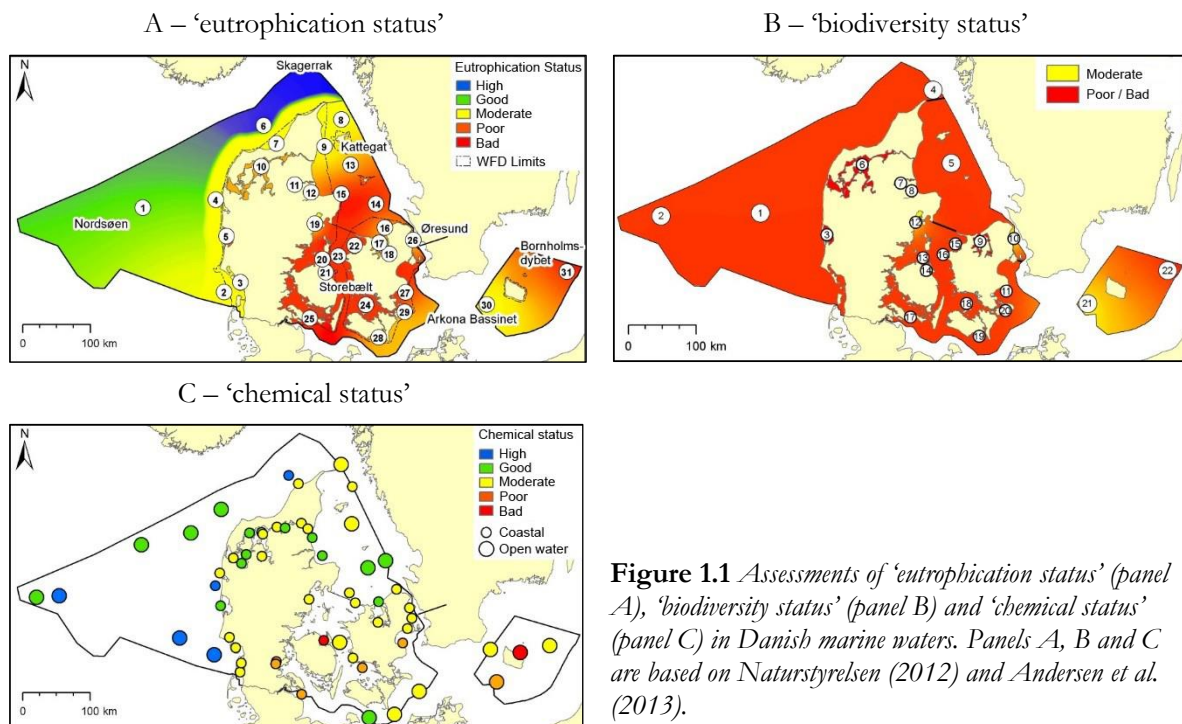 A – ‘eutrophication status’
N
Skagerrak
Eutrophication Status
High
Good
Moderate
Poor
Bad
WFD Limits
Kattegat
Nordsøen
Øresund
Bornholms-
dybet
Storebælt
Arkona Bassinet
1
2
3
4
5
6
7
8
9
10
11
12
13
14
15
16
17
18
19
20
21
22
23
24
25
26
27
28
29
30
31
0
100 km
B – ‘biodiversity status’
N
Moderate
Poor / Bad
1
2
3
4
5
6
7
8
9
10
11
12
13
14
15
16
17
18
19
20
21
22
0
100 km
C – ‘chemical status’
N
Chemical status
High
Good
Moderate
Poor
Bad
Coastal
Open water
0
100 km
Figure 1.1 Assessments of ‘eutrophication status’ (panel
A), ‘biodiversity status’ (panel B) and ‘chemical status’
(panel C) in Danish marine waters. Panels A, B and C
are based on Naturstyrelsen (2012) and Andersen et al.
(2013).